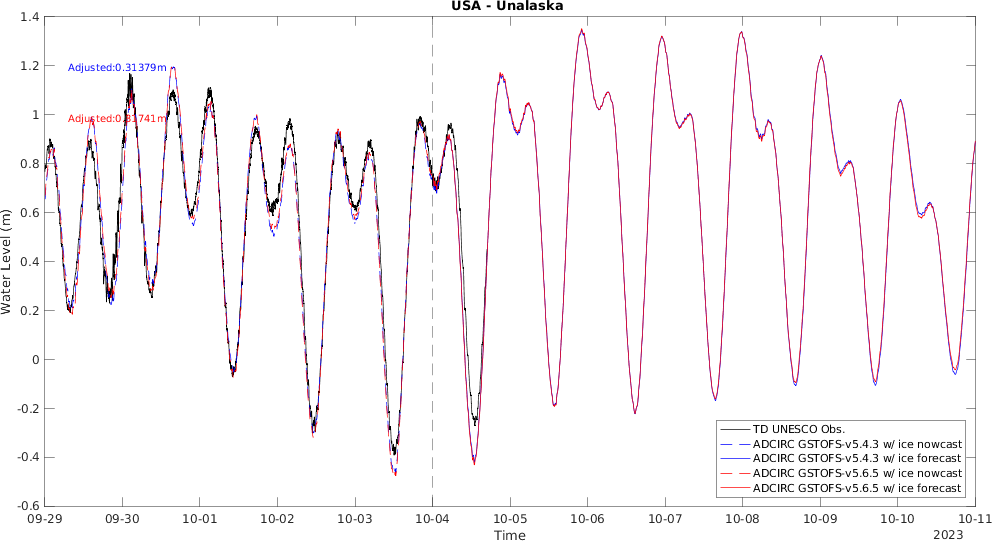 USA - Unalaska
1.4
1.2
1
0.8
0.6
0.4
0.2
0
-0.2
-0.4
-0.6
Water Level (m)
Adjusted:0.31379m
Adjusted:0.31741m
TD UNESCO Obs.
ADCIRC GSTOFS-v5.4.3 w/ ice nowcast
ADCIRC GSTOFS-v5.4.3 w/ ice forecast
ADCIRC GSTOFS-v5.6.5 w/ ice nowcast
ADCIRC GSTOFS-v5.6.5 w/ ice forecast
09-29 09-30 10-01 10-02 10-03 10-04 10-05 10-06 10-07 10-08 10-09 10-10 10-11
Time
2023